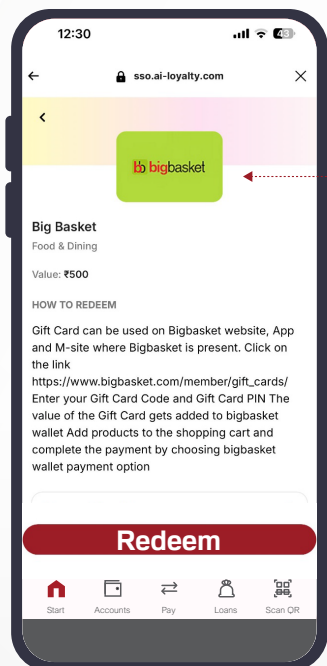 12:30
43
sso.ai-loyalty.com
bb bigbasket
Big Basket
Food & Dining
Value: ₹500
HOW TO REDEEM
Gift Card can be used on Bigbasket website, App
and M-site where Bigbasket is present. Click on
the link
https://www.bigbasket.com/member/gift_cards/
Enter your Gift Card Code and Gift Card PIN The
value of the Gift Card gets added to bigbasket
wallet Add products to the shopping cart and
complete the payment by choosing bigbasket
wallet payment option
Redeem
Start Accounts Pay Loans Scan QR